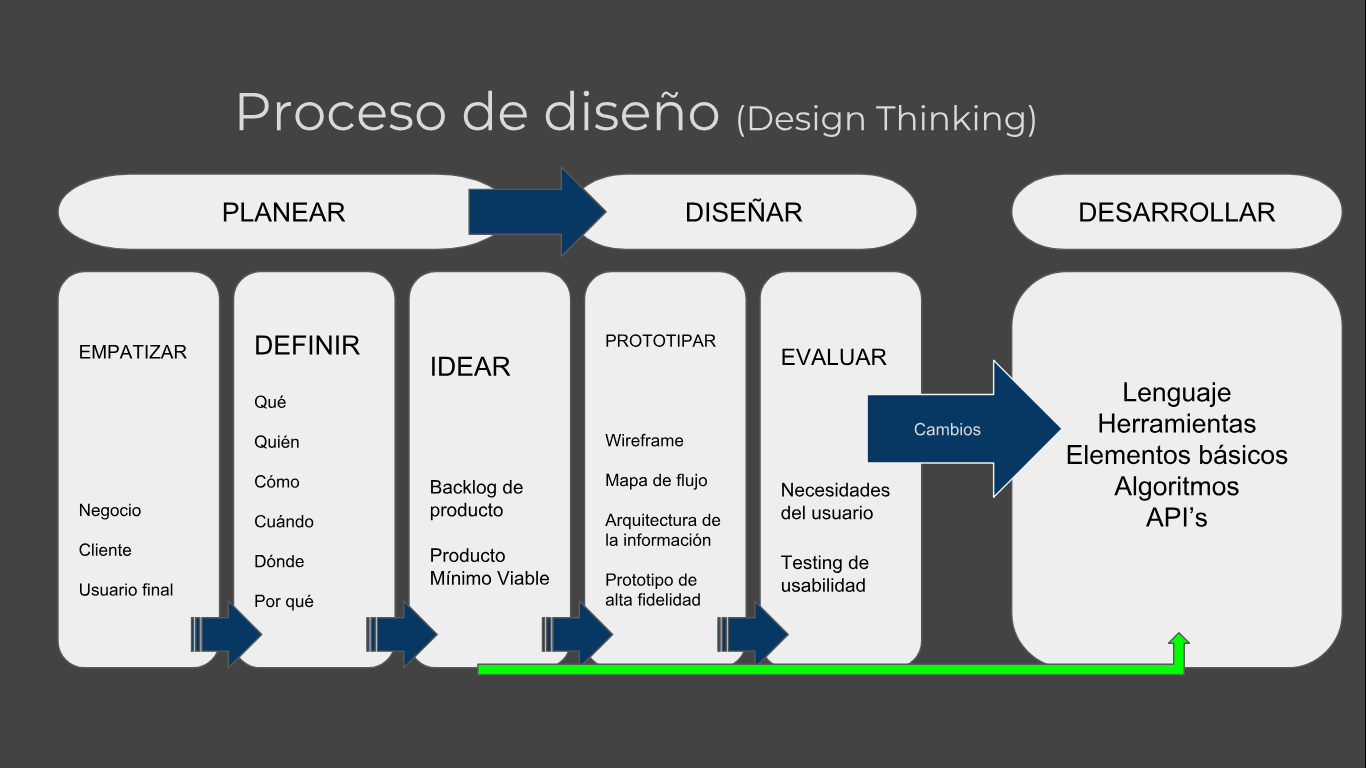 Proceso de diseño (Design Thinking)
PLANEAR
DISEÑAR
DESARROLLAR
EMPATIZAR
Negocio
Cliente
Usuario final
DEFINIR
Qué
Quién
Cómo
Cuándo
Dónde
Por qué
IDEAR
Backlog de
producto
Producto
Mínimo Viable
PROTOTIPAR
Wireframe
Mapa de flujo
Arquitectura de
la información
Prototipo de
alta fidelidad
EVALUAR
Necesidades
del usuario
Testing de
usabilidad
Cambios
Lenguaje
Herramientas
Elementos básicos
Algoritmos
API’s